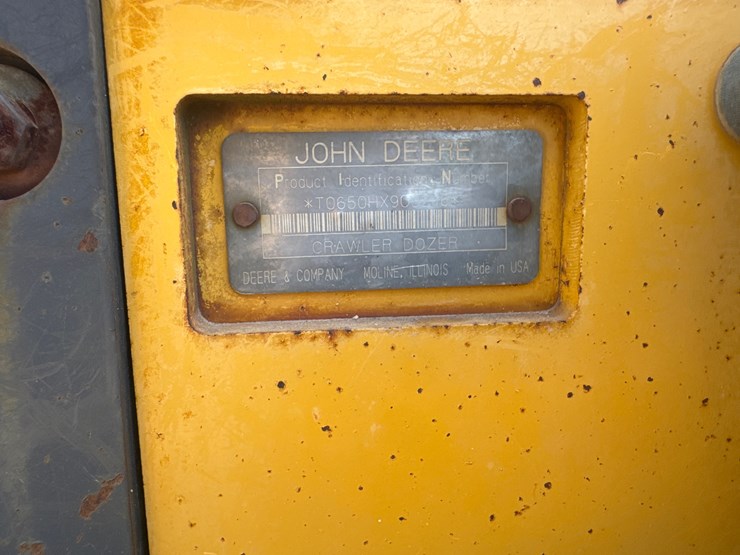 JOHN DEERE
Product Identification Number
*T0650HX90
CRAWLER DOZER
DEERE & COMPANY MOLINE, ILLINOIS Made in USA